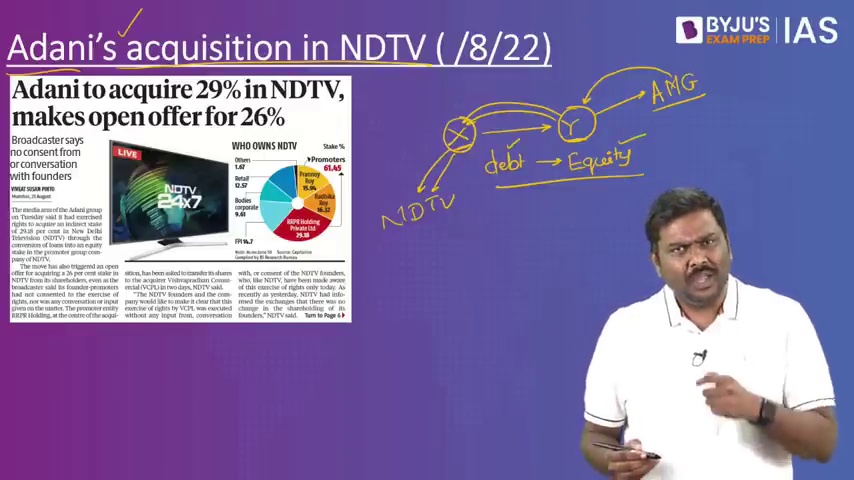 Adani's acquisition in NDTV ( /8/22)
BYJU'S
EXAM PREP
IAS
Adani to acquire 29% in NDTV,
makes open offer for 26%
Broadcaster says
no consent from
or conversation
with founders
VIVEAT SUSAN PINTO
Mumbai, 23 August
The media arm of the Adani group
on Tuesday said it had exercised
rights to acquire an indirect stake
of 29.18 per cent in New Delhi
Television (NDTV) through the
conversion of loans into an equity
stake in the promoter group com-
pany of NDTV.
The move has also triggered an open
offer for acquiring a 26 per cent stake in
NDTV from its shareholders, even as the
broadcaster said its founder-promoters
had not consented to the exercise of
rights, nor was any conversation or input
given on the matter. The promoter entity
RRPR Holding, at the centre of the acqui-
LIVE
NDTV
24x7
WHO OWNS NDTV
Stake %
Others
1.67
Retail
12.57
Bodies
corporate
9.61
FPI 14.7
Promoters
61.45
Prannoy
Roy
15.94
Radhika
Roy
16.32
RRPR Holding
Private Ltd
29.18
Source: Capitaline
Compiled by BS Research Bureau
sition, has been asked to transfer its shares
to the acquirer Vishvapradhan Commer-
cial (VCPL) in two days, NDTV said.
"The NDTV founders and the com-
pany would like to make it clear that this
exercise of rights by VCPL was executed
without any input from, conversation
with, or consent of the NDTV founders,
who, like NDTV, have been made aware
of this exercise of rights only today. As
recently as yesterday, NDTV had infor-
med the exchanges that there was no
change in the shareholding of its
founders," NDTV said.
Turn to Page 6
X
Y
AMG
debt → Equity
NDTV